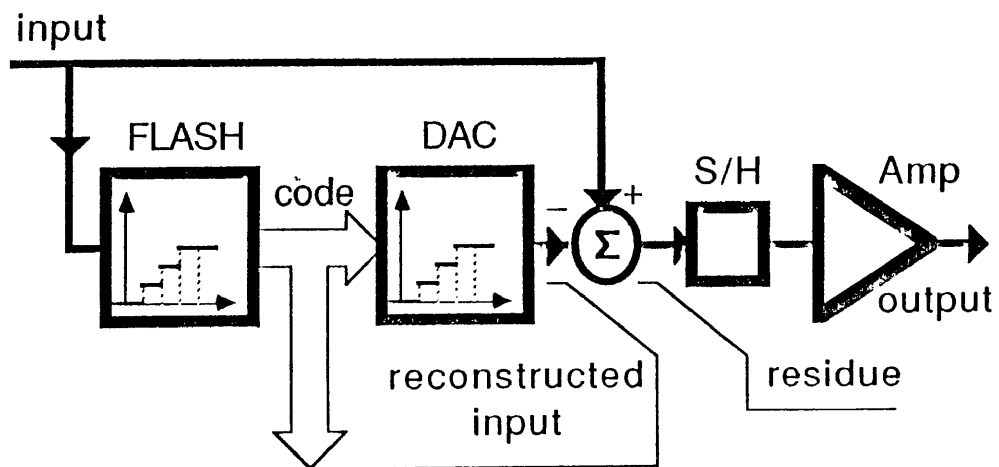 input
FLASH
DAC
code
S/H
Amp
− +
Σ
output
reconstructed
input
residue